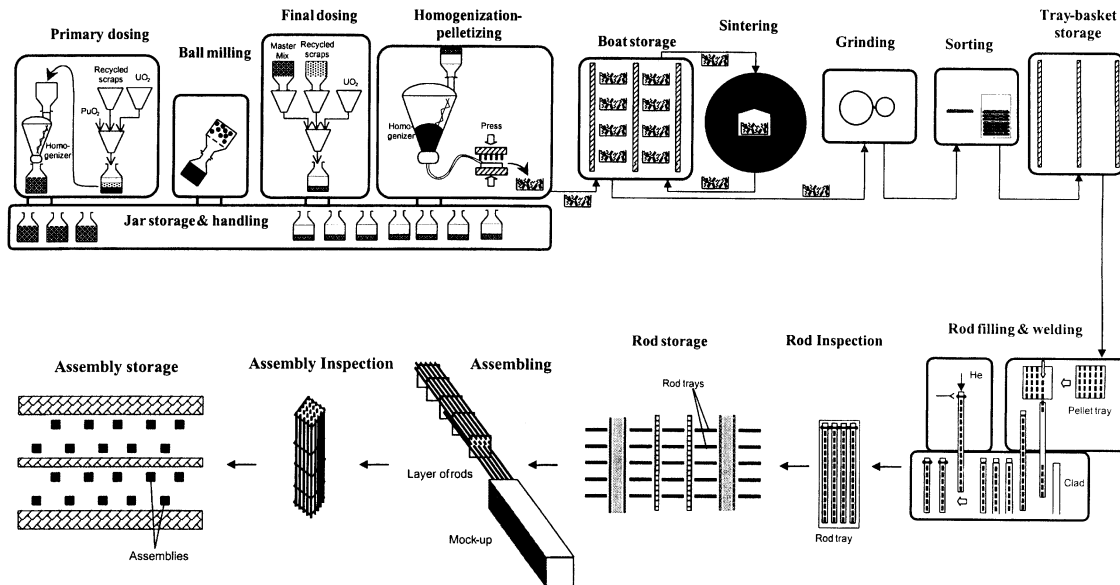 Primary dosing
Ball milling
Final dosing
Homogenization-
pelletizing
Boat storage
Sintering
Grinding
Sorting
Tray-basket
storage
Recycled
scraps
UO2
PuO2
Homo-
genizer
Master
Mix
Recycled
scraps
UO2
Homo-
genizer
Press
Jar storage & handling
Assembly storage
Assembly Inspection
Assembling
Rod storage
Rod Inspection
Rod filling & welding
Rod trays
He
Pellet tray
Layer of rods
Clad
Mock-up
Rod tray
Assemblies